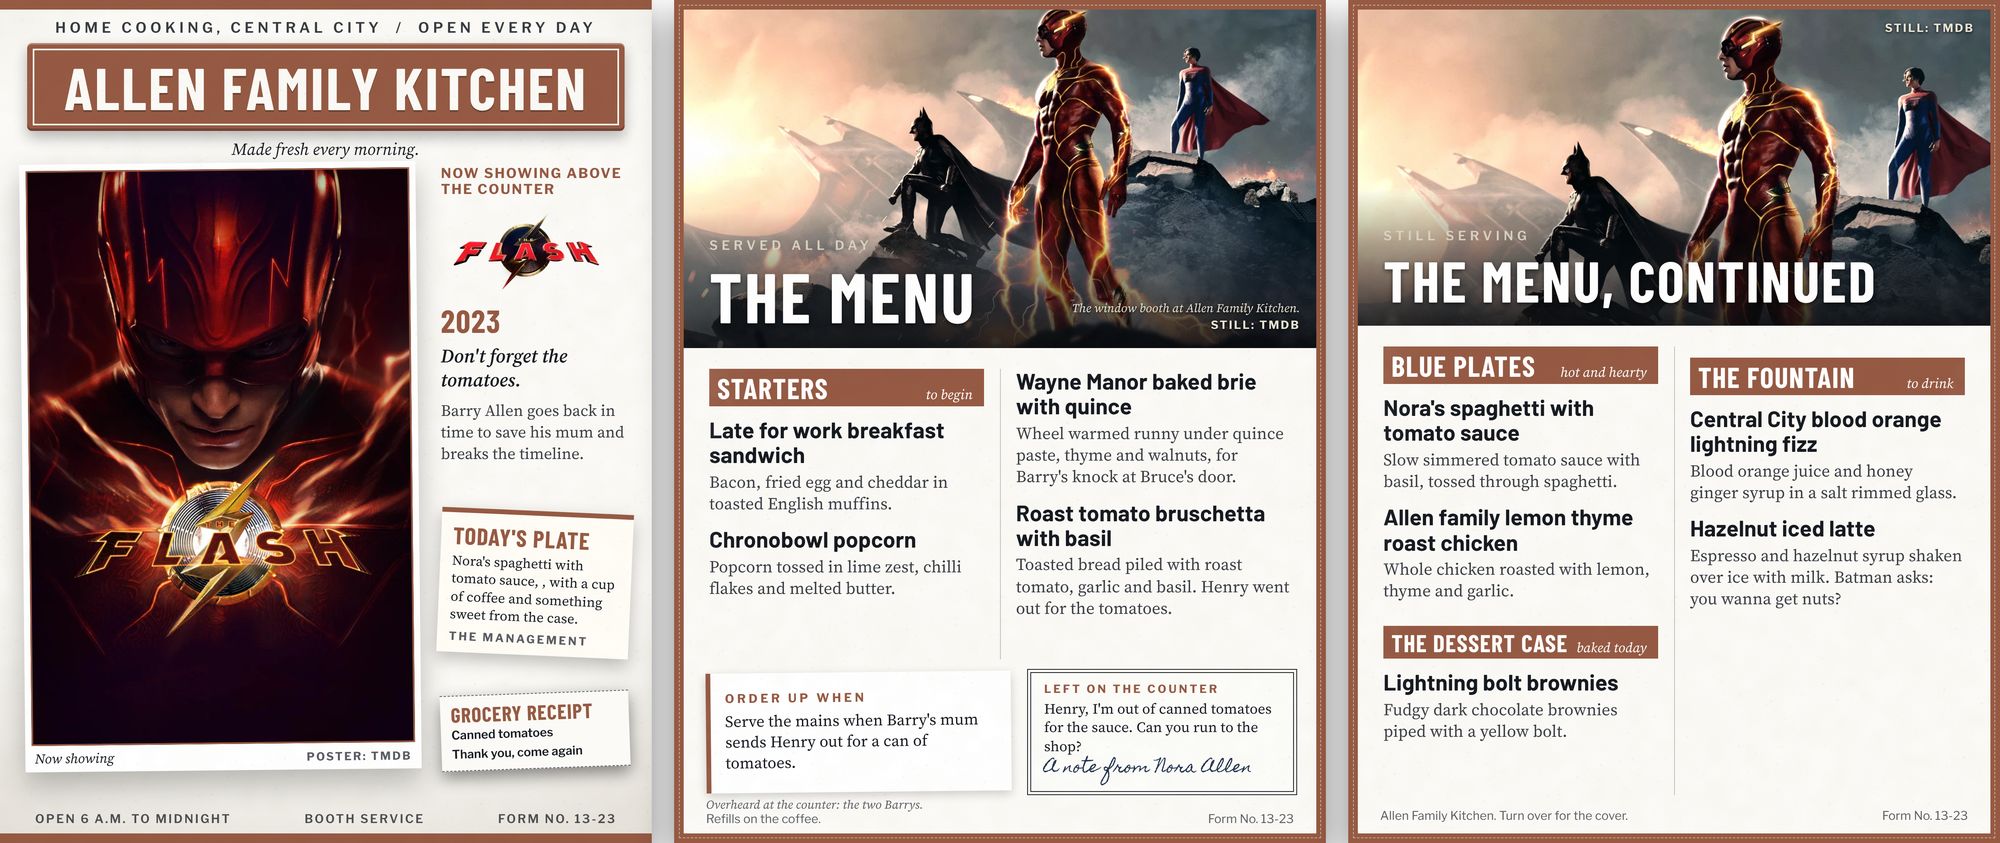 HOME COOKING, CENTRAL CITY / OPEN EVERY DAY
ALLEN FAMILY KITCHEN
Made fresh every morning.
THE
FLASH
Now showing
POSTER: TMDB
NOW SHOWING ABOVE
THE COUNTER
THE
FLASH
2023
Don't forget the
tomatoes.
Barry Allen goes back in
time to save his mum and
breaks the timeline.
TODAY'S PLATE
Nora's spaghetti with
tomato sauce, , with a cup
of coffee and something
sweet from the case.
THE MANAGEMENT
GROCERY RECEIPT
Canned tomatoes
Thank you, come again
OPEN 6 A.M. TO MIDNIGHT
BOOTH SERVICE
FORM NO. 13-23
SERVED ALL DAY
THE MENU
The window booth at Allen Family Kitchen.
STILL: TMDB
STARTERS
to begin
Late for work breakfast
sandwich
Bacon, fried egg and cheddar in
toasted English muffins.
Chronobowl popcorn
Popcorn tossed in lime zest, chilli
flakes and melted butter.
Wayne Manor baked brie
with quince
Wheel warmed runny under quince
paste, thyme and walnuts, for
Barry's knock at Bruce's door.
Roast tomato bruschetta
with basil
Toasted bread piled with roast
tomato, garlic and basil. Henry went
out for the tomatoes.
ORDER UP WHEN
Serve the mains when Barry's mum
sends Henry out for a can of
tomatoes.
LEFT ON THE COUNTER
Henry, I'm out of canned tomatoes
for the sauce. Can you run to the
shop?
A note from Nora Allen
Overheard at the counter: the two Barrys.
Refills on the coffee.
Form No. 13-23
STILL: TMDB
STILL SERVING
THE MENU, CONTINUED
BLUE PLATES
hot and hearty
Nora's spaghetti with
tomato sauce
Slow simmered tomato sauce with
basil, tossed through spaghetti.
Allen family lemon thyme
roast chicken
Whole chicken roasted with lemon,
thyme and garlic.
THE DESSERT CASE
baked today
Lightning bolt brownies
Fudgy dark chocolate brownies
piped with a yellow bolt.
THE FOUNTAIN
to drink
Central City blood orange
lightning fizz
Blood orange juice and honey
ginger syrup in a salt rimmed glass.
Hazelnut iced latte
Espresso and hazelnut syrup shaken
over ice with milk. Batman asks:
you wanna get nuts?
Allen Family Kitchen. Turn over for the cover.
Form No. 13-23